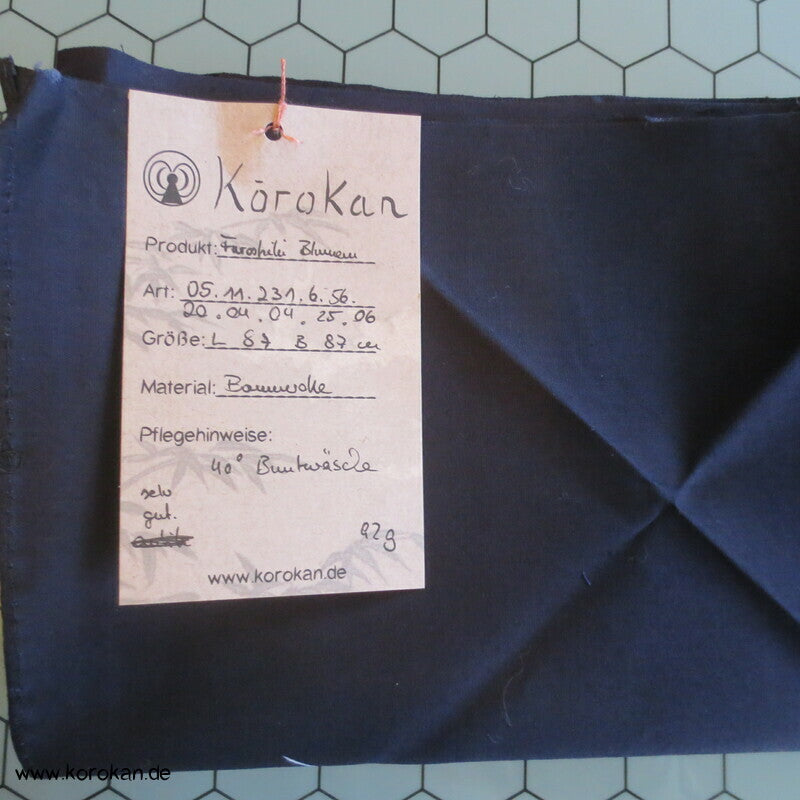 Kōrokan
Produkt: Furoshiki Blumen
Art: 05.11.231.6.56.
20.04.04.25.06
Größe: L 87 B 87 cm
Material: Baumwolle
Pflegehinweise:
40° Buntwäsche
sehr
gut.
92g
www.korokan.de
www.korokan.de